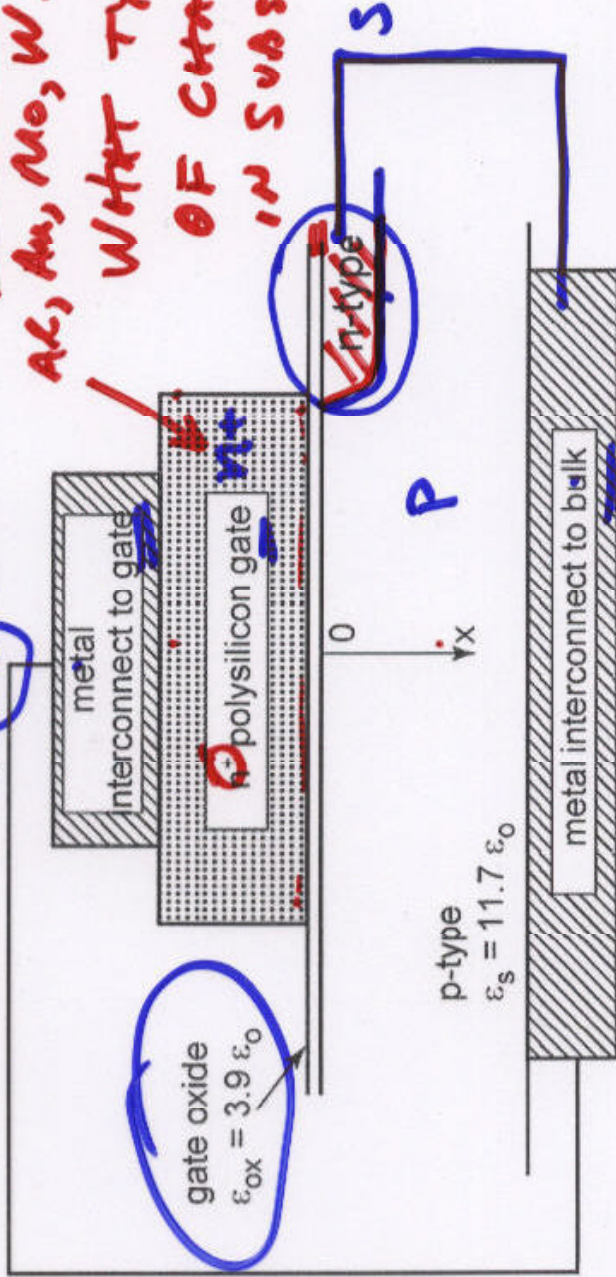 Au, Mo, W
WHAT TY
OF CHA
IN SUBS
metal
interconnect to gate
gate oxide
εox = 3.9 εo
n+ polysilicon gate
n+
n-type
S
0
x
P
p-type
εs = 11.7 εo
metal interconnect to bulk